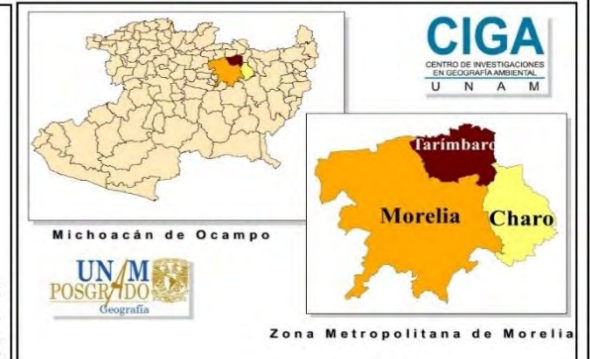 CIGA
CENTRO DE INVESTIGACIONES
EN GEOGRAFÍA AMBIENTAL
U N A M
Tarímbaro
Morelia
Charo
Michoacán de Ocampo
UNAM
POSGRADO
Geografía
Zona Metropolitana de Morelia